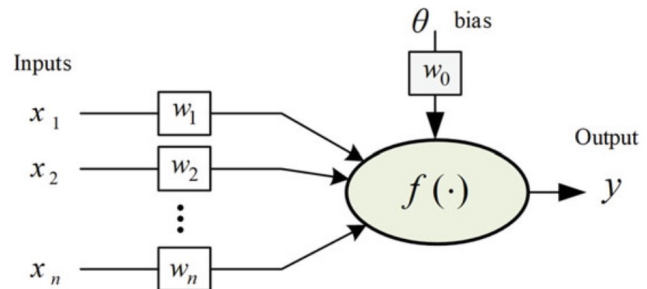 θ bias
w0
Inputs
x1 w1
x2 w2
⋮
xn wn
f(·)
Output
y